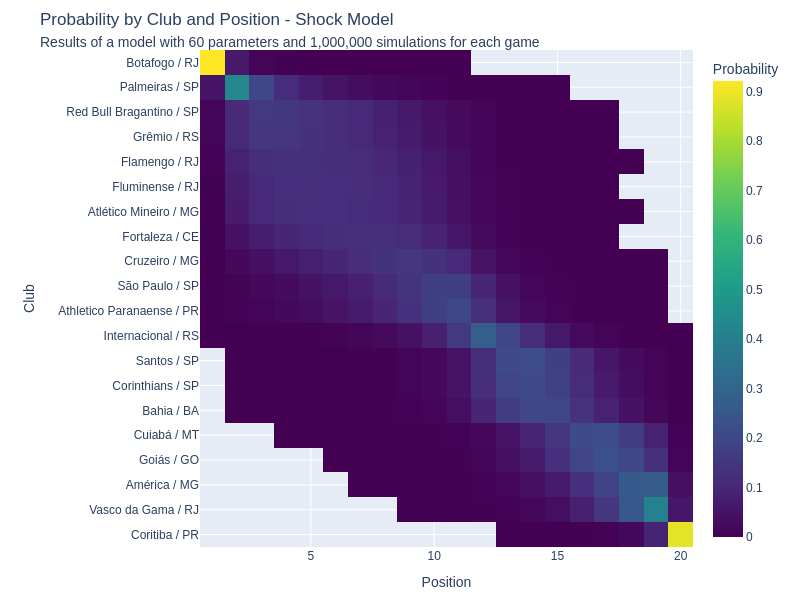 Probability by Club and Position - Shock Model
Results of a model with 60 parameters and 1,000,000 simulations for each game
Probability
Botafogo / RJ
Palmeiras / SP
Red Bull Bragantino / SP
Grêmio / RS
Flamengo / RJ
Fluminense / RJ
Atlético Mineiro / MG
Fortaleza / CE
Cruzeiro / MG
São Paulo / SP
Athletico Paranaense / PR
Internacional / RS
Santos / SP
Corinthians / SP
Bahia / BA
Cuiabá / MT
Goiás / GO
América / MG
Vasco da Gama / RJ
Coritiba / PR
Club
5
10
15
20
Position
0.9
0.8
0.7
0.6
0.5
0.4
0.3
0.2
0.1
0